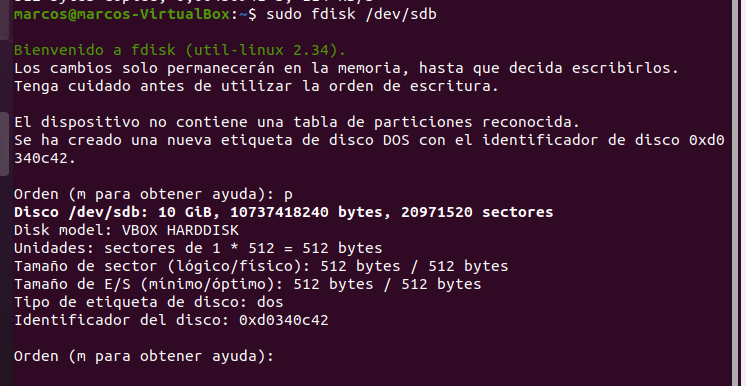 marcos@marcos-VirtualBox:~$ sudo fdisk /dev/sdb
Bienvenido a fdisk (util-linux 2.34).
Los cambios solo permanecerán en la memoria, hasta que decida escribirlos.
Tenga cuidado antes de utilizar la orden de escritura.
El dispositivo no contiene una tabla de particiones reconocida.
Se ha creado una nueva etiqueta de disco DOS con el identificador de disco 0xd0
340c42.
Orden (m para obtener ayuda): p
Disco /dev/sdb: 10 GiB, 10737418240 bytes, 20971520 sectores
Disk model: VBOX HARDDISK
Unidades: sectores de 1 * 512 = 512 bytes
Tamaño de sector (lógico/físico): 512 bytes / 512 bytes
Tamaño de E/S (mínimo/óptimo): 512 bytes / 512 bytes
Tipo de etiqueta de disco: dos
Identificador del disco: 0xd0340c42
Orden (m para obtener ayuda):